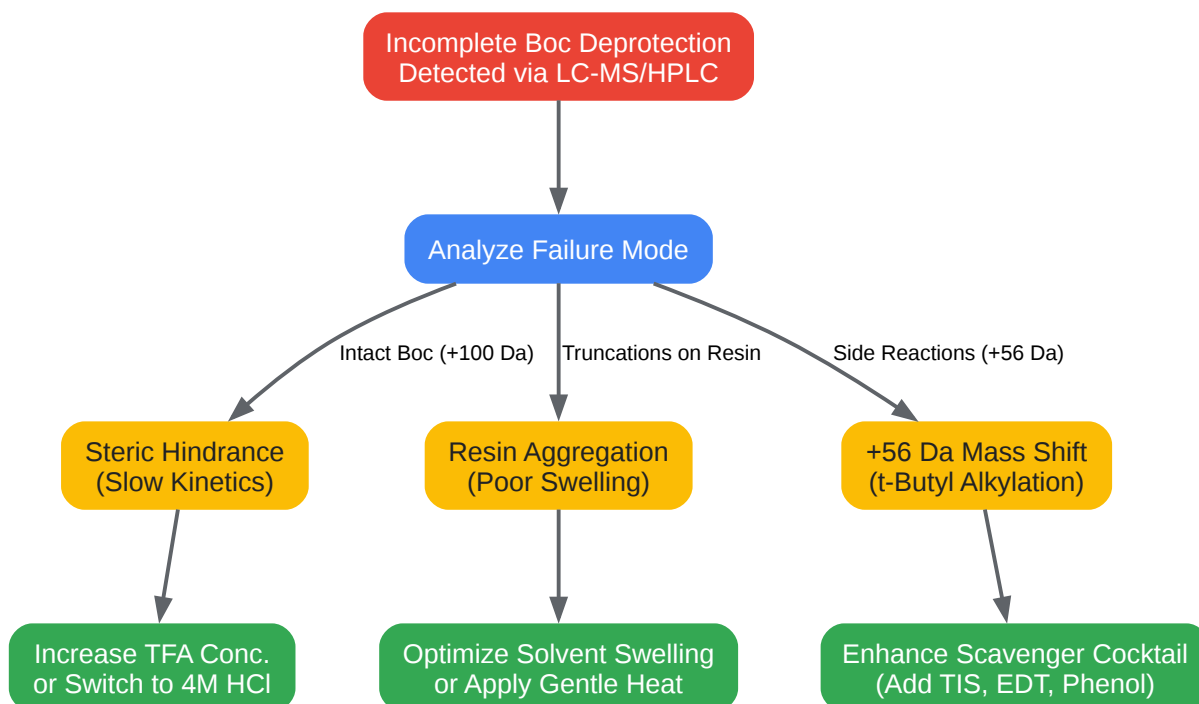 Incomplete Boc Deprotection
Detected via LC-MS/HPLC
Analyze Failure Mode
Intact Boc (+100 Da)
Truncations on Resin
Side Reactions (+56 Da)
Steric Hindrance
(Slow Kinetics)
Resin Aggregation
(Poor Swelling)
+56 Da Mass Shift
(t-Butyl Alkylation)
Increase TFA Conc.
or Switch to 4M HCl
Optimize Solvent Swelling
or Apply Gentle Heat
Enhance Scavenger Cocktail
(Add TIS, EDT, Phenol)